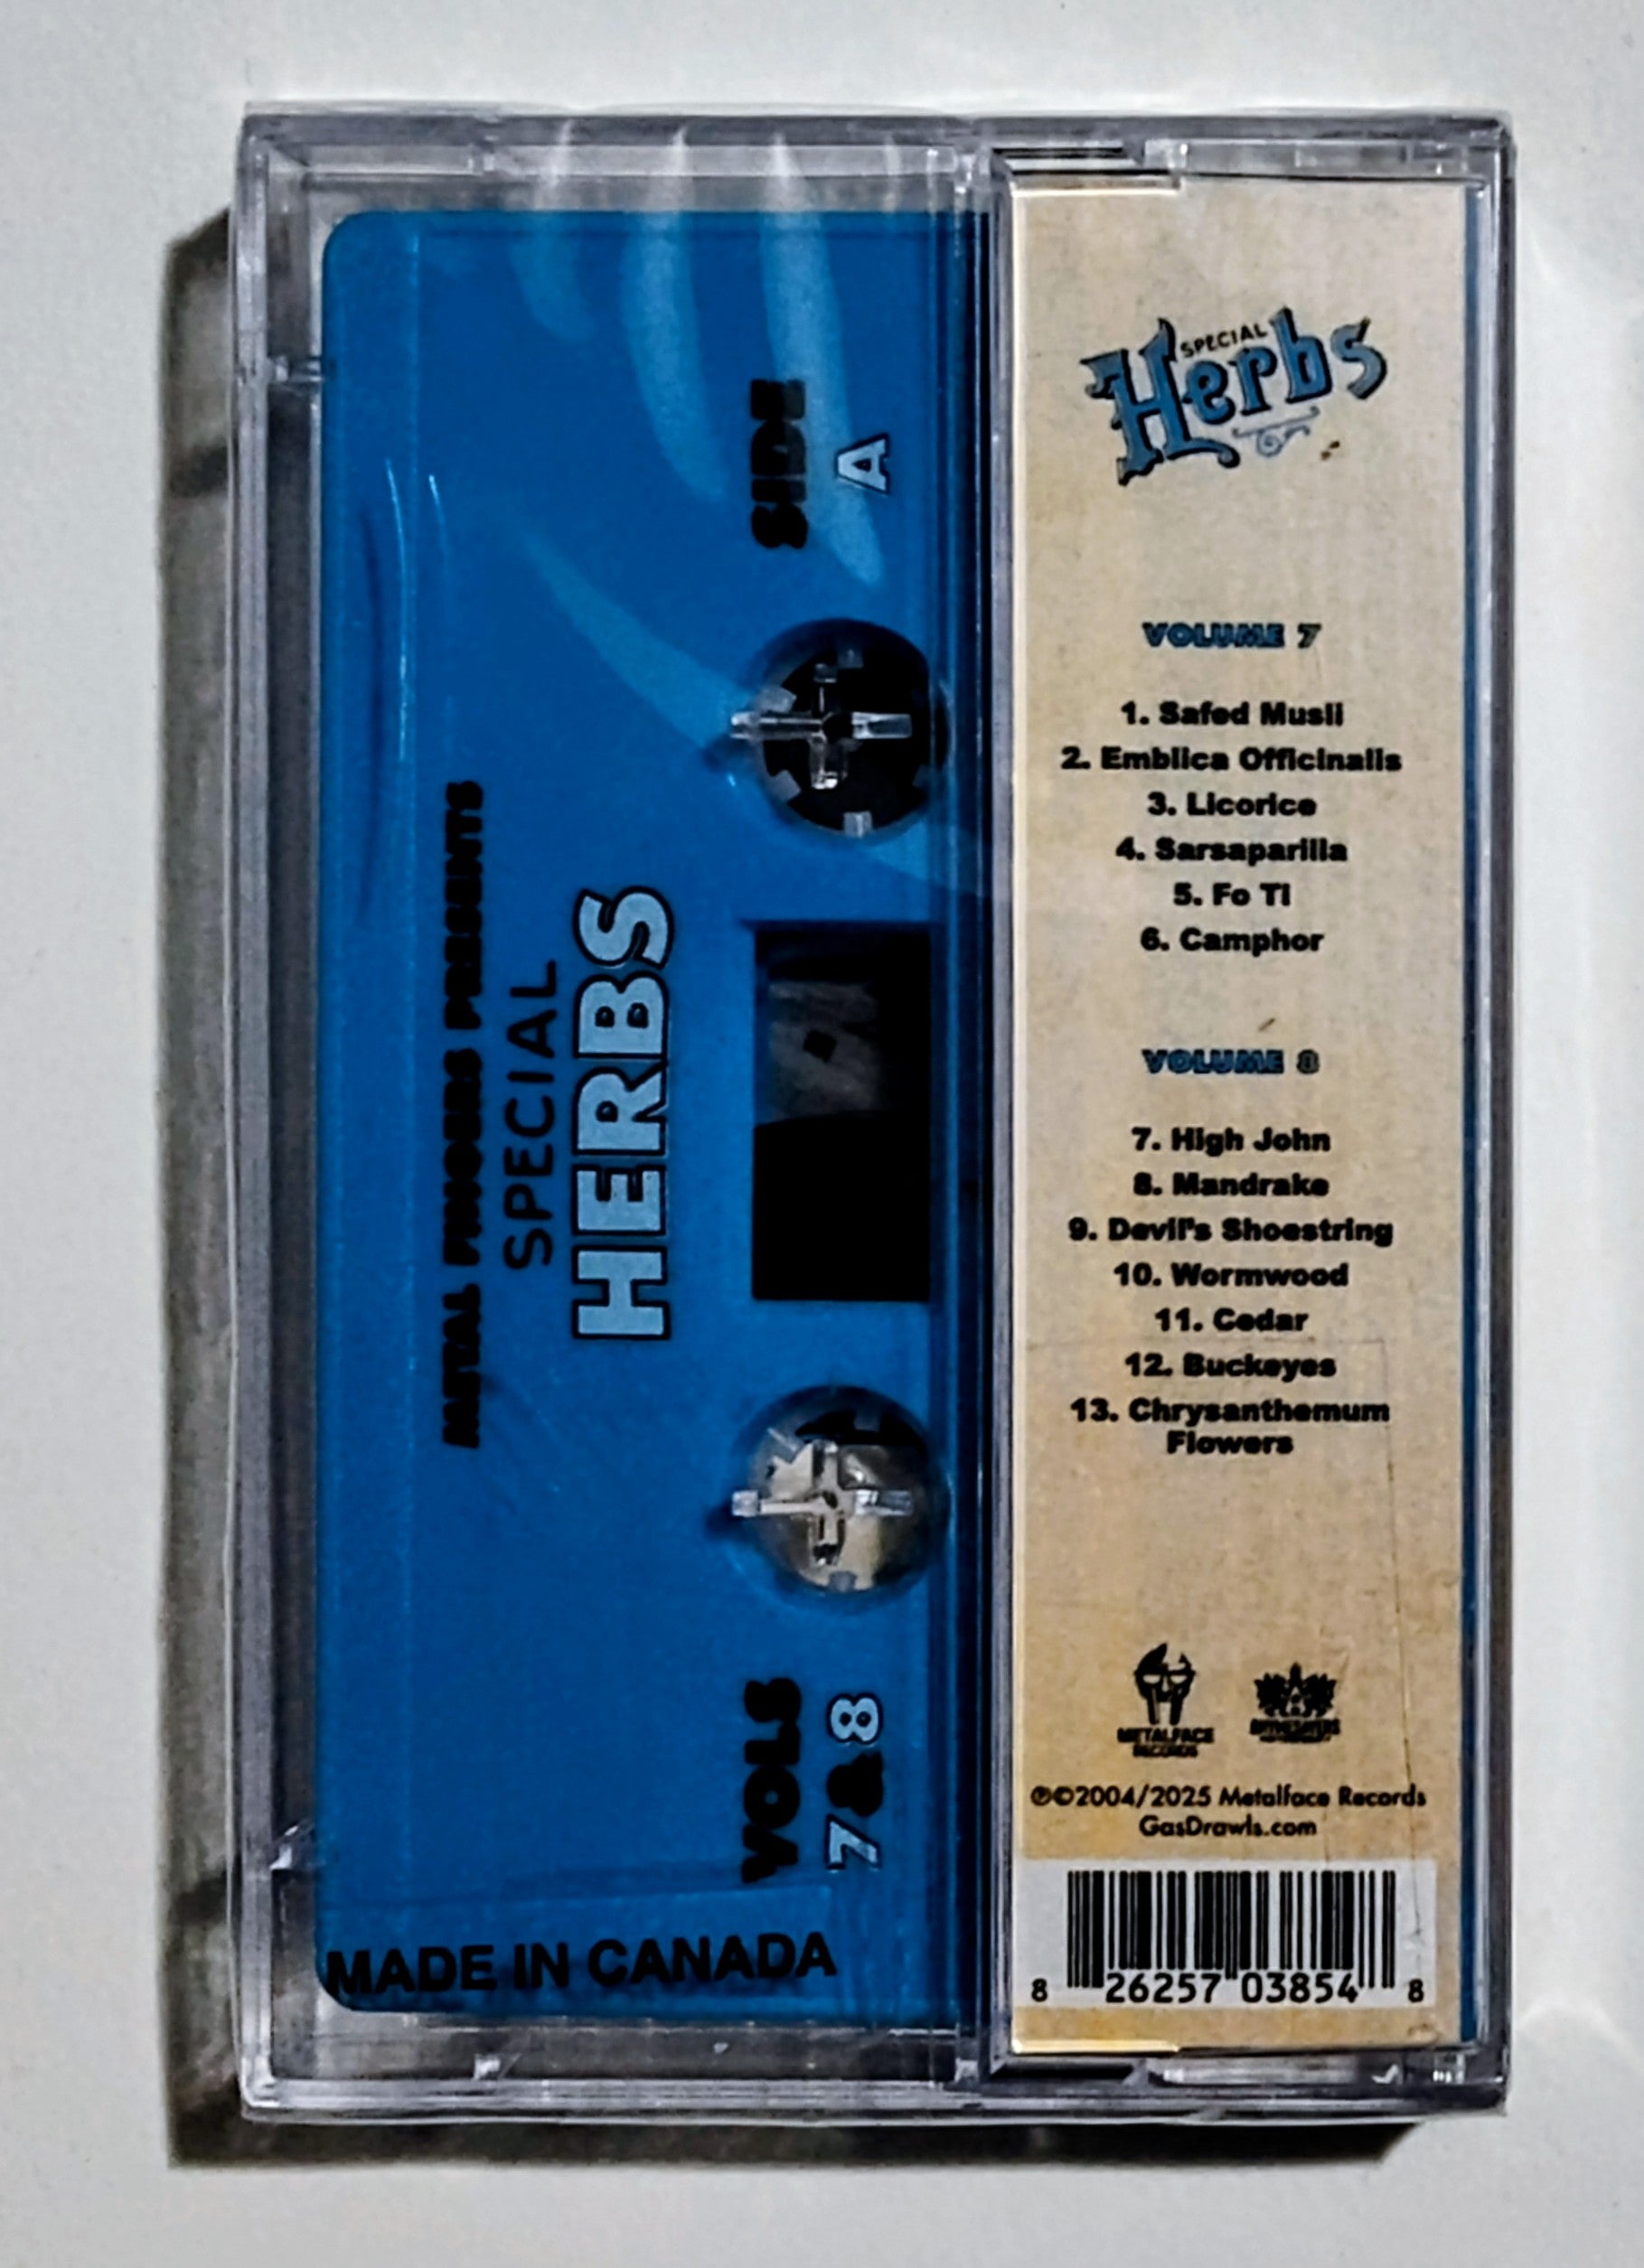 METAL FINGERS PRESENTS
SPECIAL
HERBS
SIDE
A
VOLS
7 & 8
MADE IN CANADA
SPECIAL
Herbs
VOLUME 7
1. Safed Musli
2. Emblica Officinalis
3. Licorice
4. Sarsaparilla
5. Fo Ti
6. Camphor
VOLUME 8
7. High John
8. Mandrake
9. Devil's Shoestring
10. Wormwood
11. Cedar
12. Buckeyes
13. Chrysanthemum
Flowers
METALFACE
RECORDS
℗©2004/2025 Metalface Records
GasDrawls.com
8 26257 03854 8